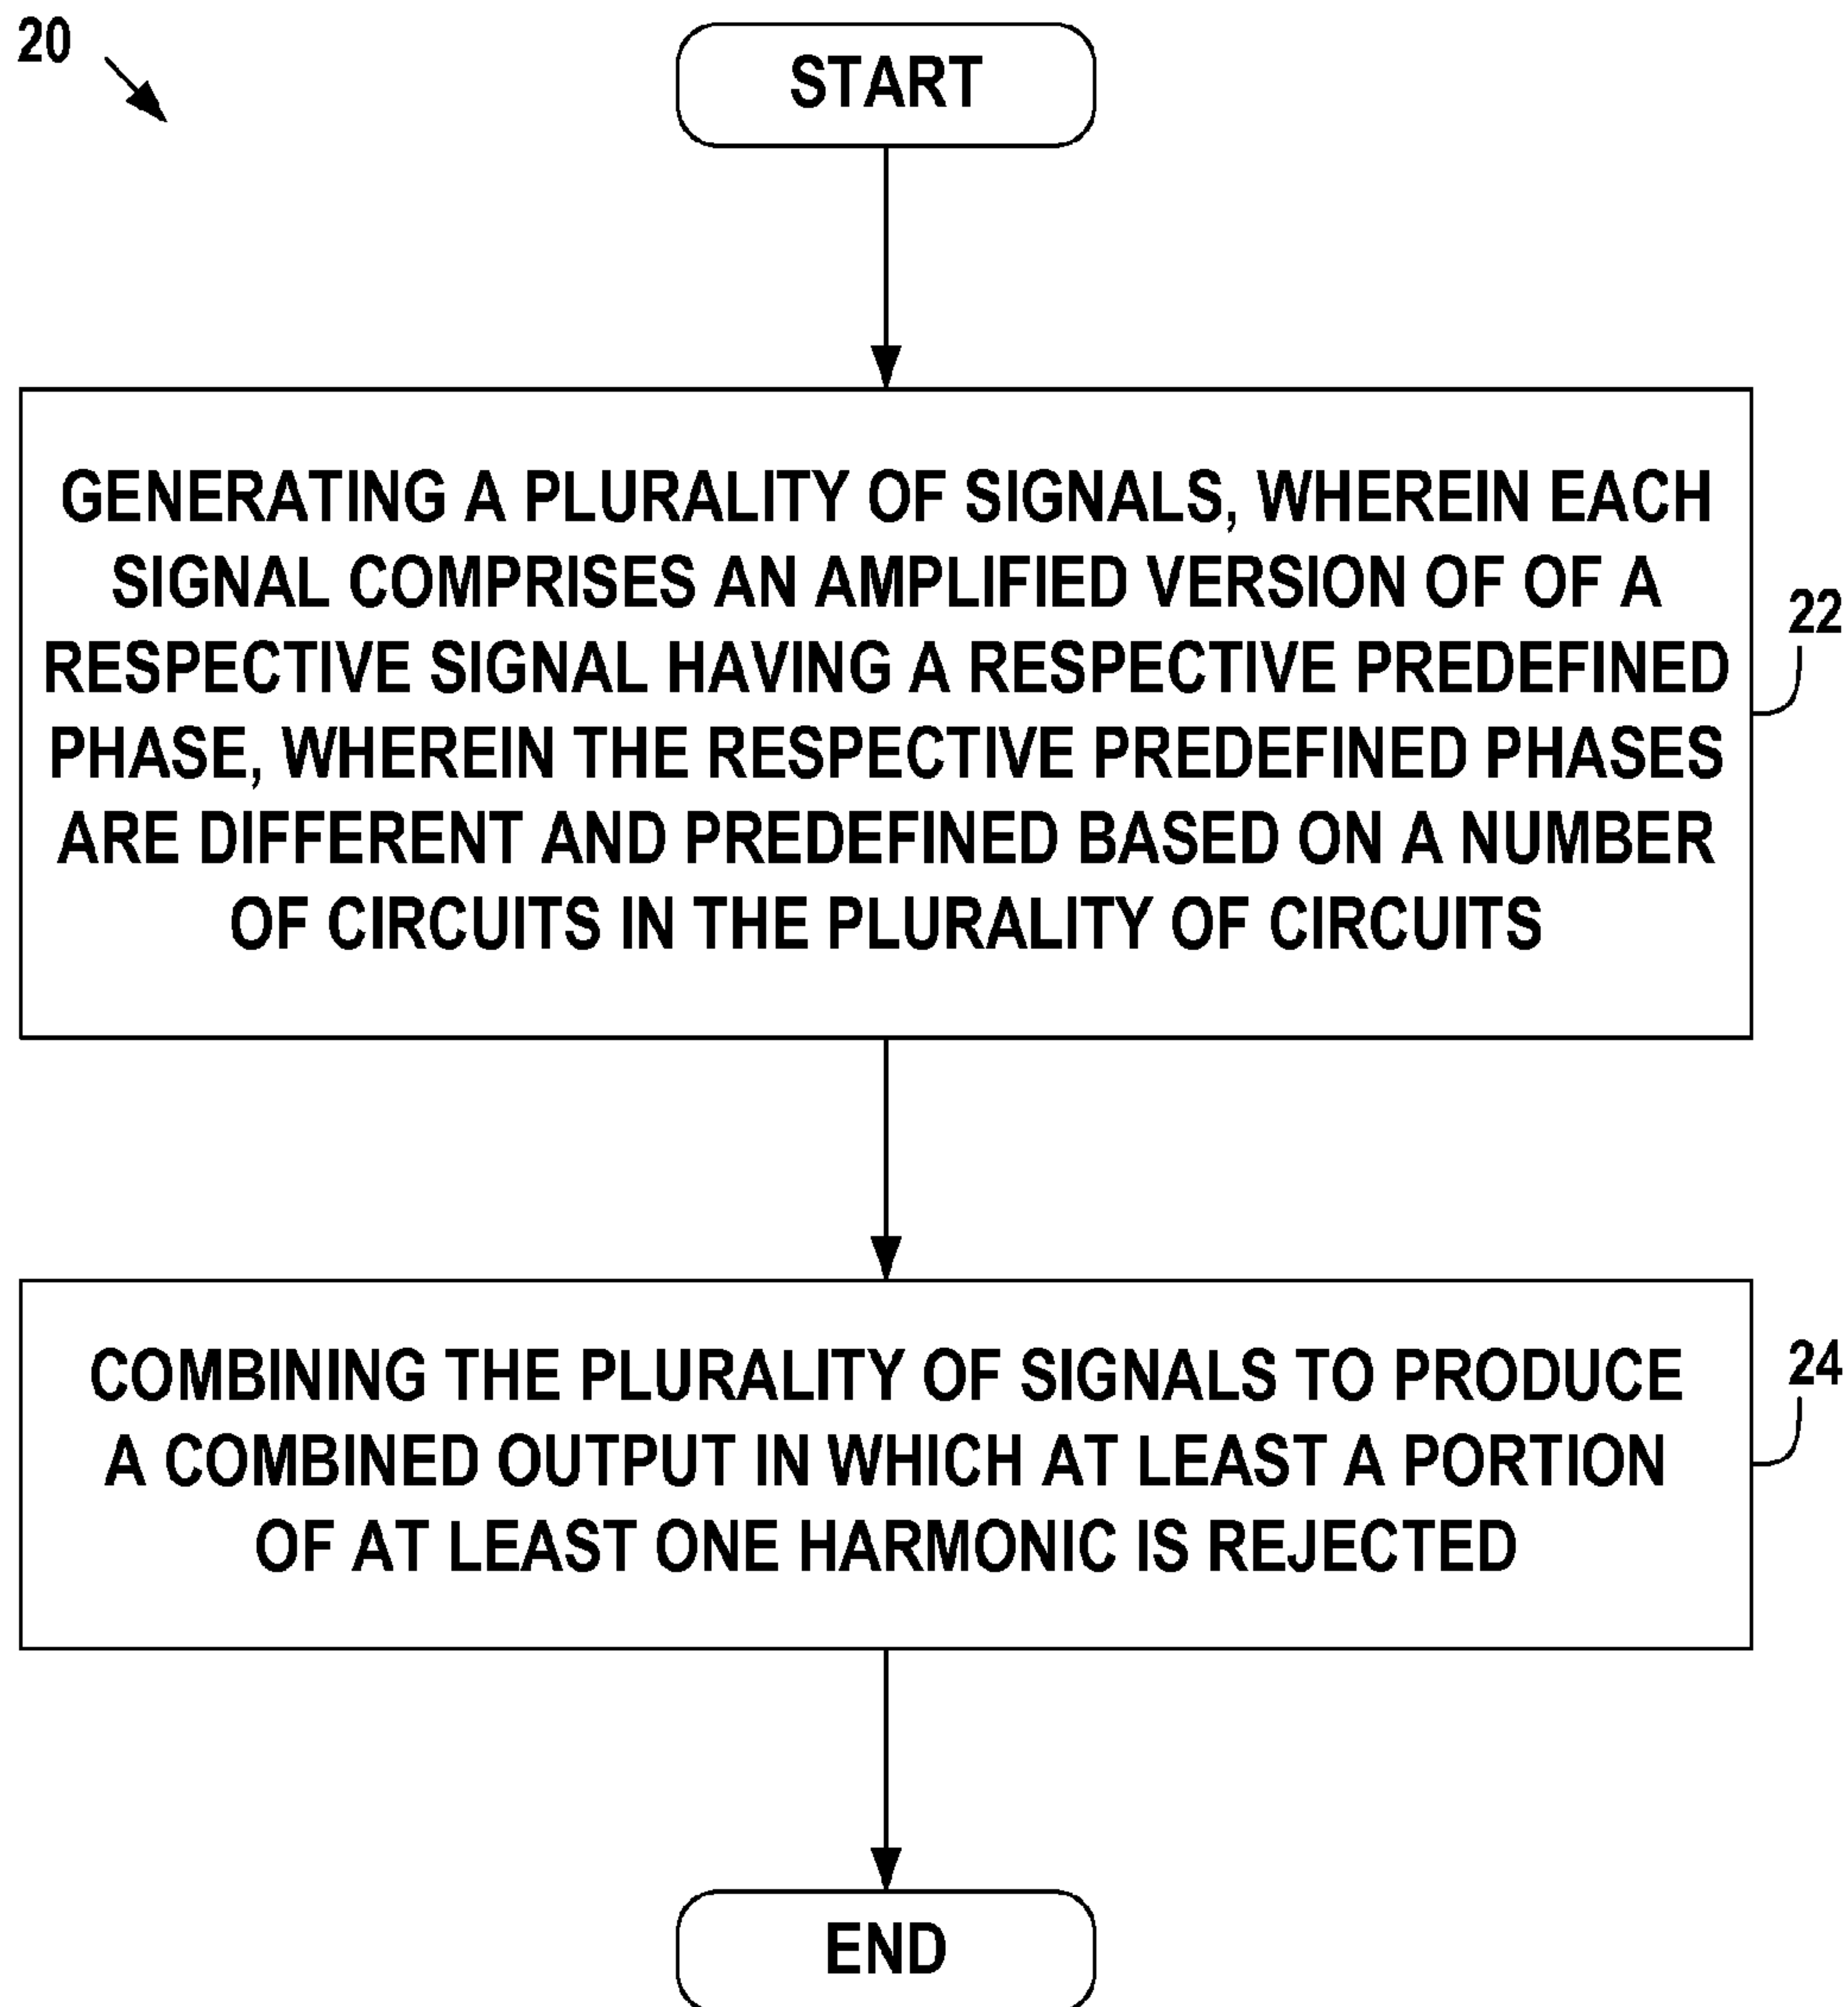 20
START
GENERATING A PLURALITY OF SIGNALS, WHEREIN EACH
SIGNAL COMPRISES AN AMPLIFIED VERSION OF OF A
RESPECTIVE SIGNAL HAVING A RESPECTIVE PREDEFINED
PHASE, WHEREIN THE RESPECTIVE PREDEFINED PHASES
ARE DIFFERENT AND PREDEFINED BASED ON A NUMBER
OF CIRCUITS IN THE PLURALITY OF CIRCUITS
22
COMBINING THE PLURALITY OF SIGNALS TO PRODUCE
A COMBINED OUTPUT IN WHICH AT LEAST A PORTION
OF AT LEAST ONE HARMONIC IS REJECTED
24
END